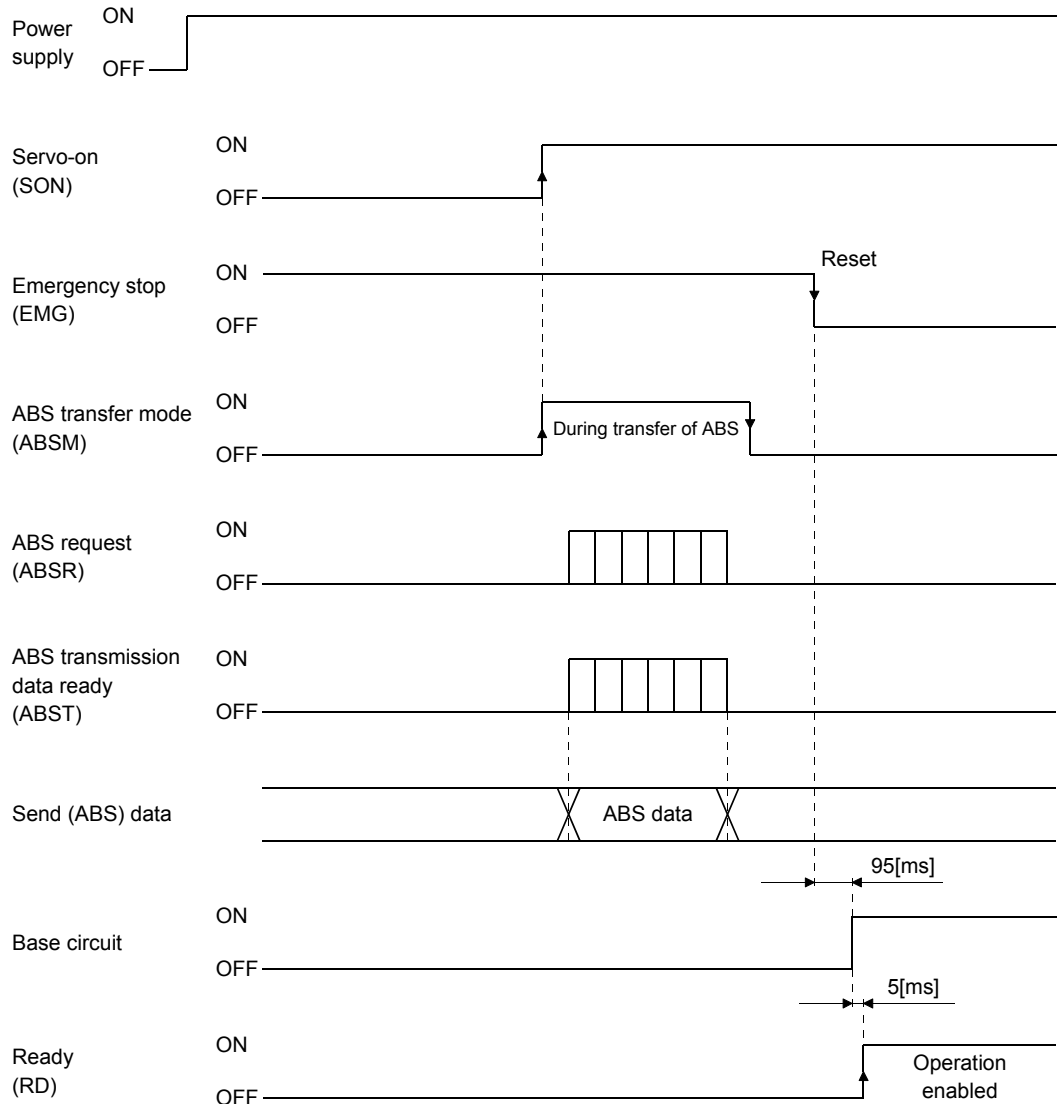 Power
supply
ON
OFF
Servo-on
(SON)
ON
OFF
Emergency stop
(EMG)
ON
OFF
Reset
ABS transfer mode
(ABSM)
ON
OFF
During transfer of ABS
ABS request
(ABSR)
ON
OFF
ABS transmission
data ready
(ABST)
ON
OFF
Send (ABS) data
ABS data
95[ms]
Base circuit
ON
OFF
5[ms]
Ready
(RD)
ON
OFF
Operation
enabled